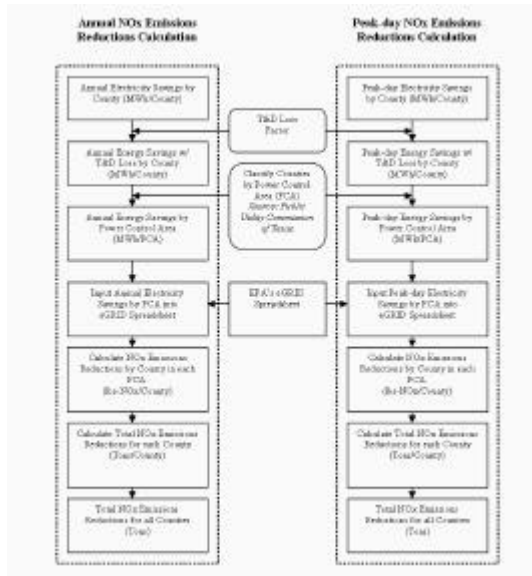 Annual NOx Emissions
Reductions Calculation
Peak-day NOx Emissions
Reductions Calculation
Annual Electricity Savings by
County (MWh/County)
Peak-day Electricity Savings
by County (MWh/County)
T&D Loss
Factor
Annual Energy Savings w/
T&D Loss by County
(MWh/County)
Peak-day Energy Savings w/
T&D Loss by County
(MWh/County)
Classify Counties
by Power Control
Area (PCA)
Source: Public
Utility Commission
of Texas
Annual Energy Savings by
Power Control Area
(MWh/PCA)
Peak-day Energy Savings by
Power Control Area
(MWh/PCA)
Input Annual Electricity
Savings by PCA into
eGRID Spreadsheet
EPA's eGRID
Spreadsheet
Input Peak-day Electricity
Savings by PCA into
eGRID Spreadsheet
Calculate NOx Emissions
Reductions by County in each
PCA
(lbs-NOx/County)
Calculate NOx Emissions
Reductions by County in each
PCA
(lbs-NOx/County)
Calculate Total NOx Emissions
Reductions for each County
(Tons/County)
Calculate Total NOx Emissions
Reductions for each County
(Tons/County)
Total NOx Emissions
Reductions for all Counties
(Tons)
Total NOx Emissions
Reductions for all Counties
(Tons)